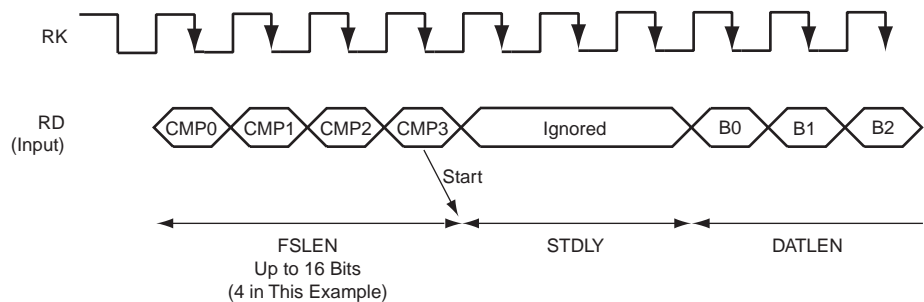 RK
RD
(Input)
CMP0 CMP1 CMP2 CMP3 Ignored B0 B1 B2
Start
FSLEN STDLY DATLEN
Up to 16 Bits
(4 in This Example)